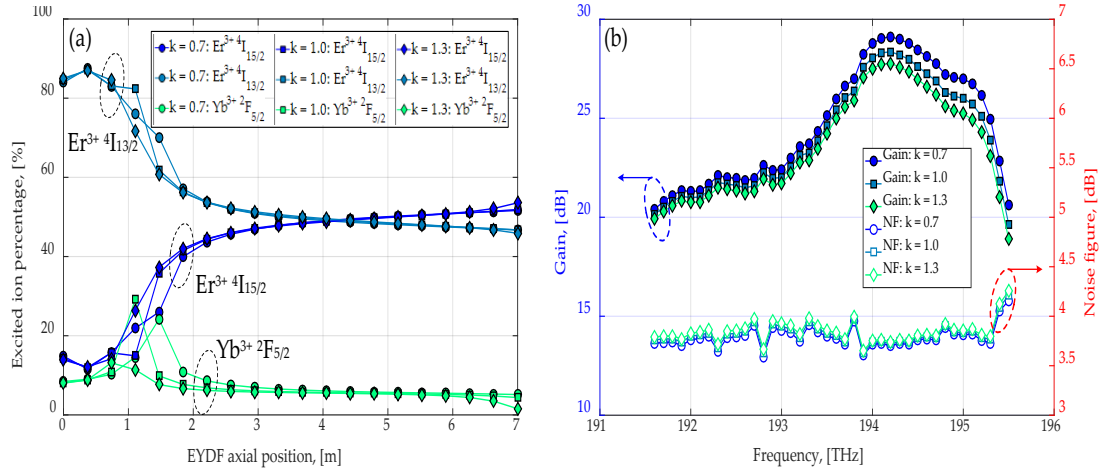 (a)
100
80
60
40
20
0
Excited ion percentage, [%]
k = 0.7: Er³⁺ ⁴I₁₅/₂
k = 1.0: Er³⁺ ⁴I₁₅/₂
k = 1.3: Er³⁺ ⁴I₁₅/₂
k = 0.7: Er³⁺ ⁴I₁₃/₂
k = 1.0: Er³⁺ ⁴I₁₃/₂
k = 1.3: Er³⁺ ⁴I₁₃/₂
k = 0.7: Yb³⁺ ²F₅/₂
k = 1.0: Yb³⁺ ²F₅/₂
k = 1.3: Yb³⁺ ²F₅/₂
Er³⁺ ⁴I₁₃/₂
Er³⁺ ⁴I₁₅/₂
Yb³⁺ ²F₅/₂
0 1 2 3 4 5 6 7
EYDF axial position, [m]
(b)
30
25
20
15
10
Gain, [dB]
Gain: k = 0.7
Gain: k = 1.0
Gain: k = 1.3
NF: k = 0.7
NF: k = 1.0
NF: k = 1.3
7
6.5
6
5.5
5
4.5
4
3.5
3
Noise figure, [dB]
191 192 193 194 195 196
Frequency, [THz]